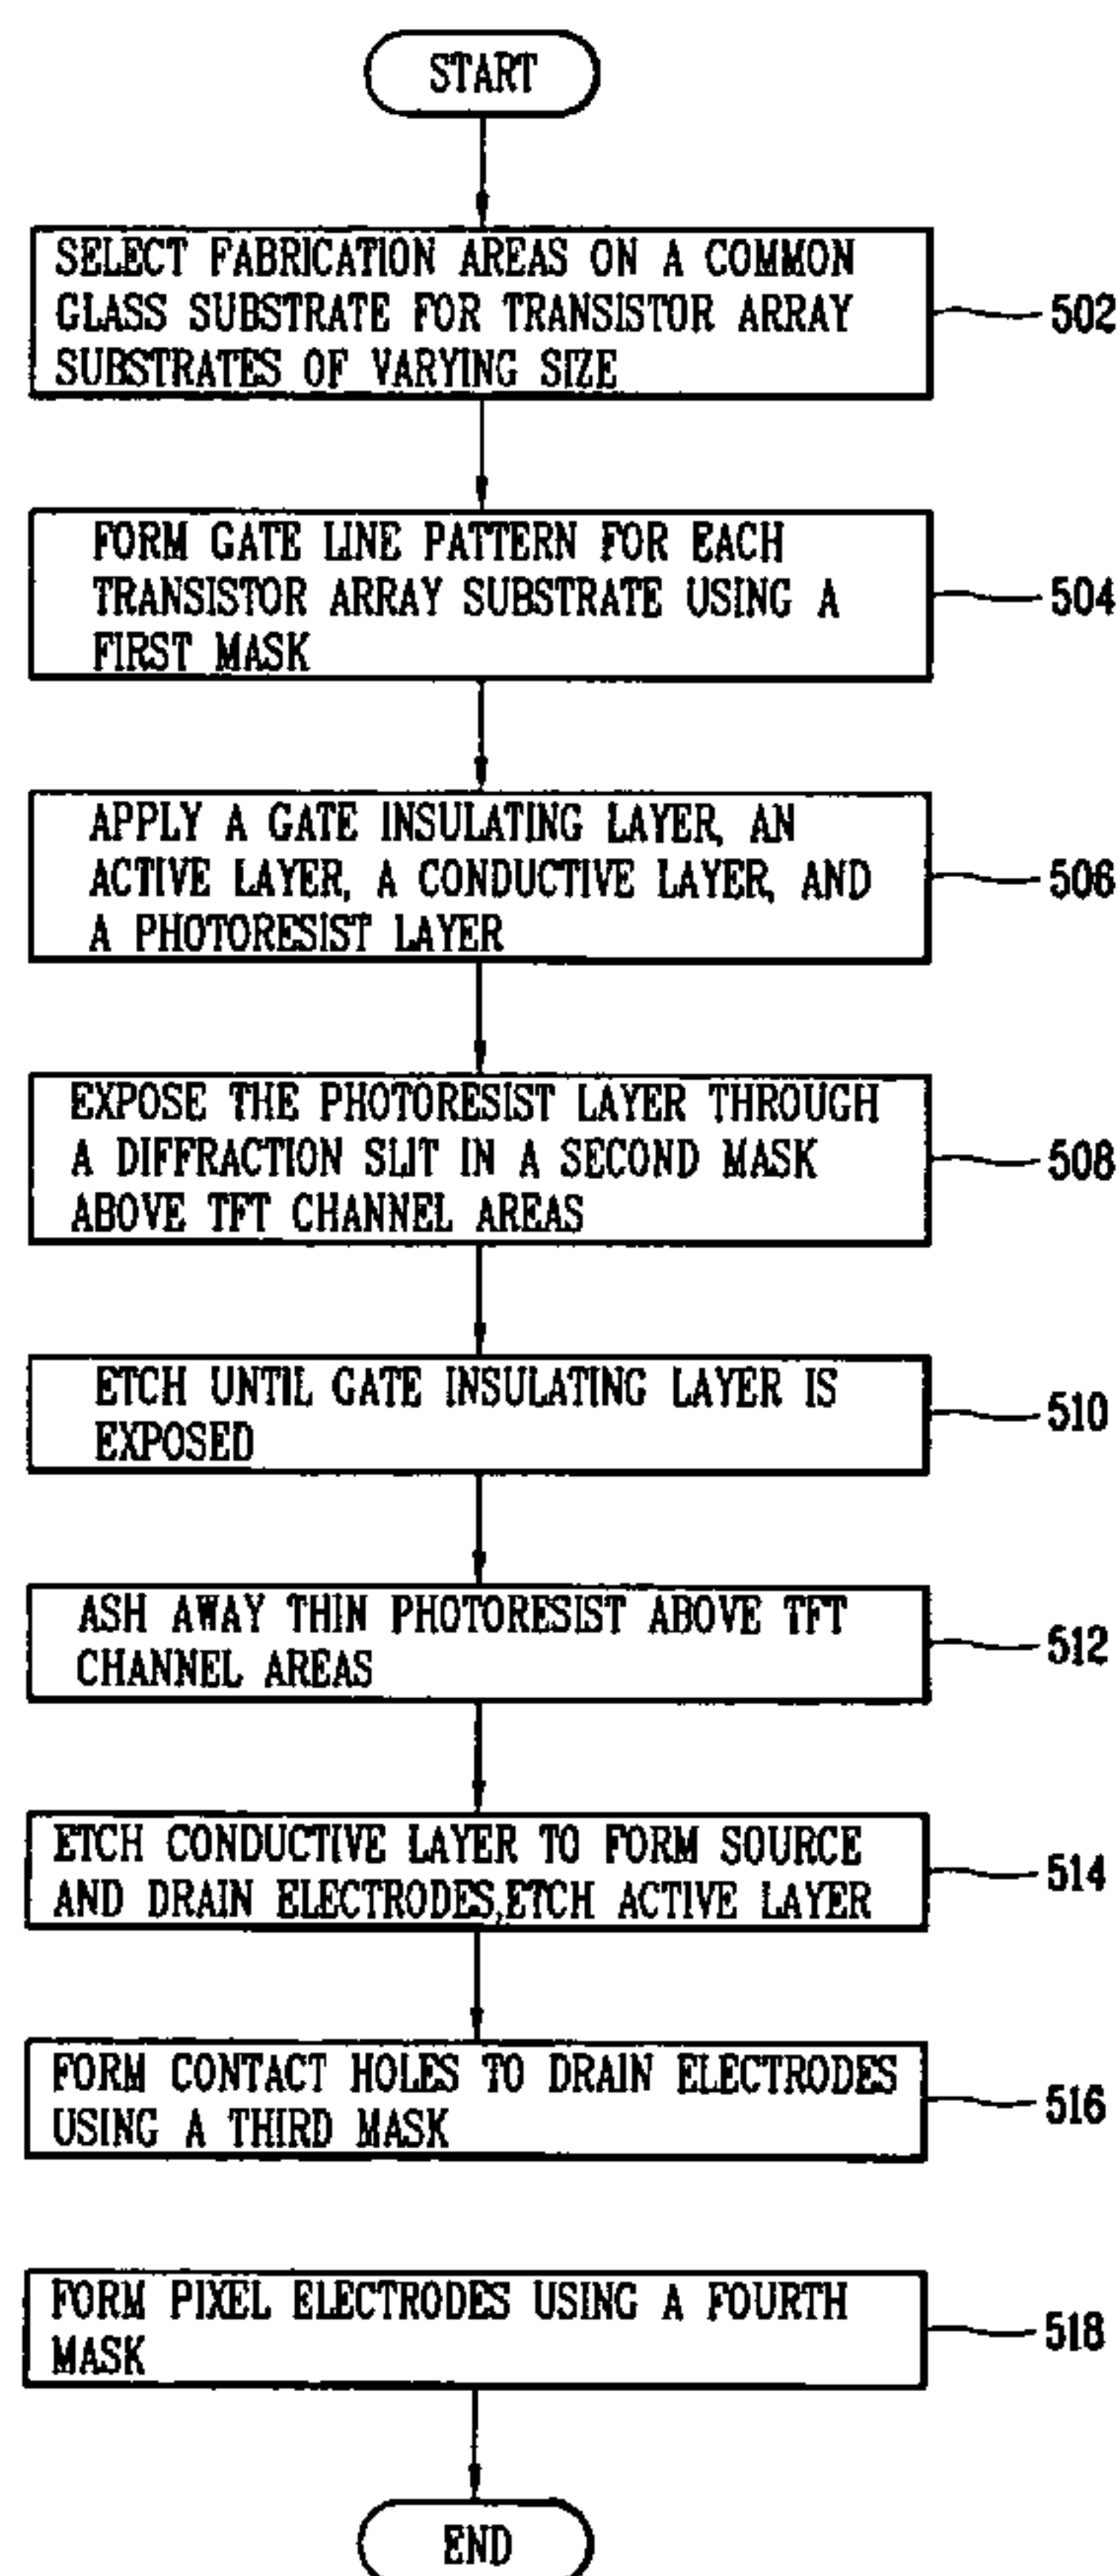 START
SELECT FABRICATION AREAS ON A COMMON
GLASS SUBSTRATE FOR TRANSISTOR ARRAY
SUBSTRATES OF VARYING SIZE
502
FORM GATE LINE PATTERN FOR EACH
TRANSISTOR ARRAY SUBSTRATE USING A
FIRST MASK
504
APPLY A GATE INSULATING LAYER, AN
ACTIVE LAYER, A CONDUCTIVE LAYER, AND
A PHOTORESIST LAYER
506
EXPOSE THE PHOTORESIST LAYER THROUGH
A DIFFRACTION SLIT IN A SECOND MASK
ABOVE TFT CHANNEL AREAS
508
ETCH UNTIL GATE INSULATING LAYER IS
EXPOSED
510
ASH AWAY THIN PHOTORESIST ABOVE TFT
CHANNEL AREAS
512
ETCH CONDUCTIVE LAYER TO FORM SOURCE
AND DRAIN ELECTRODES,ETCH ACTIVE LAYER
514
FORM CONTACT HOLES TO DRAIN ELECTRODES
USING A THIRD MASK
516
FORM PIXEL ELECTRODES USING A FOURTH
MASK
518
END